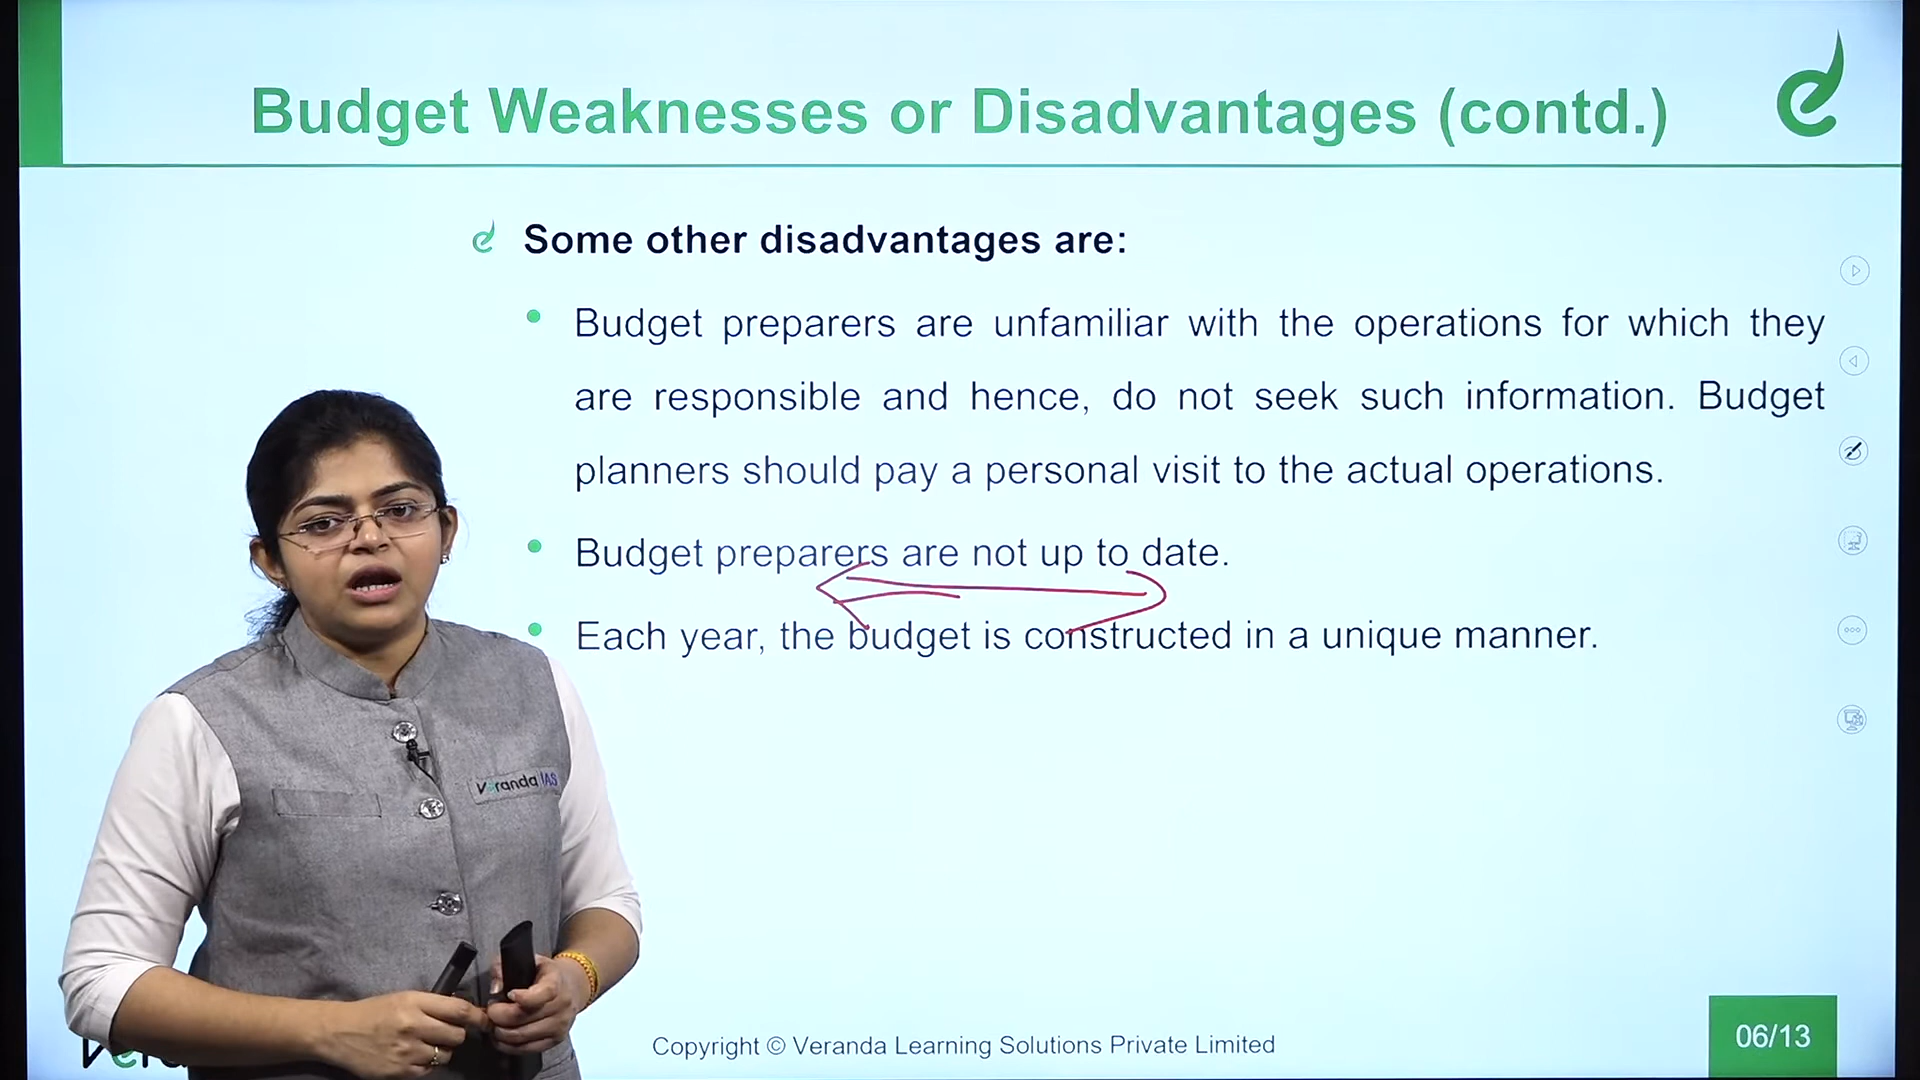 Budget Weaknesses or Disadvantages (contd.)
Some other disadvantages are:
Budget preparers are unfamiliar with the operations for which they
are responsible and hence, do not seek such information. Budget
planners should pay a personal visit to the actual operations.
Budget preparers are not up to date.
Each year, the budget is constructed in a unique manner.
veranda IAS
Copyright © Veranda Learning Solutions Private Limited
06/13